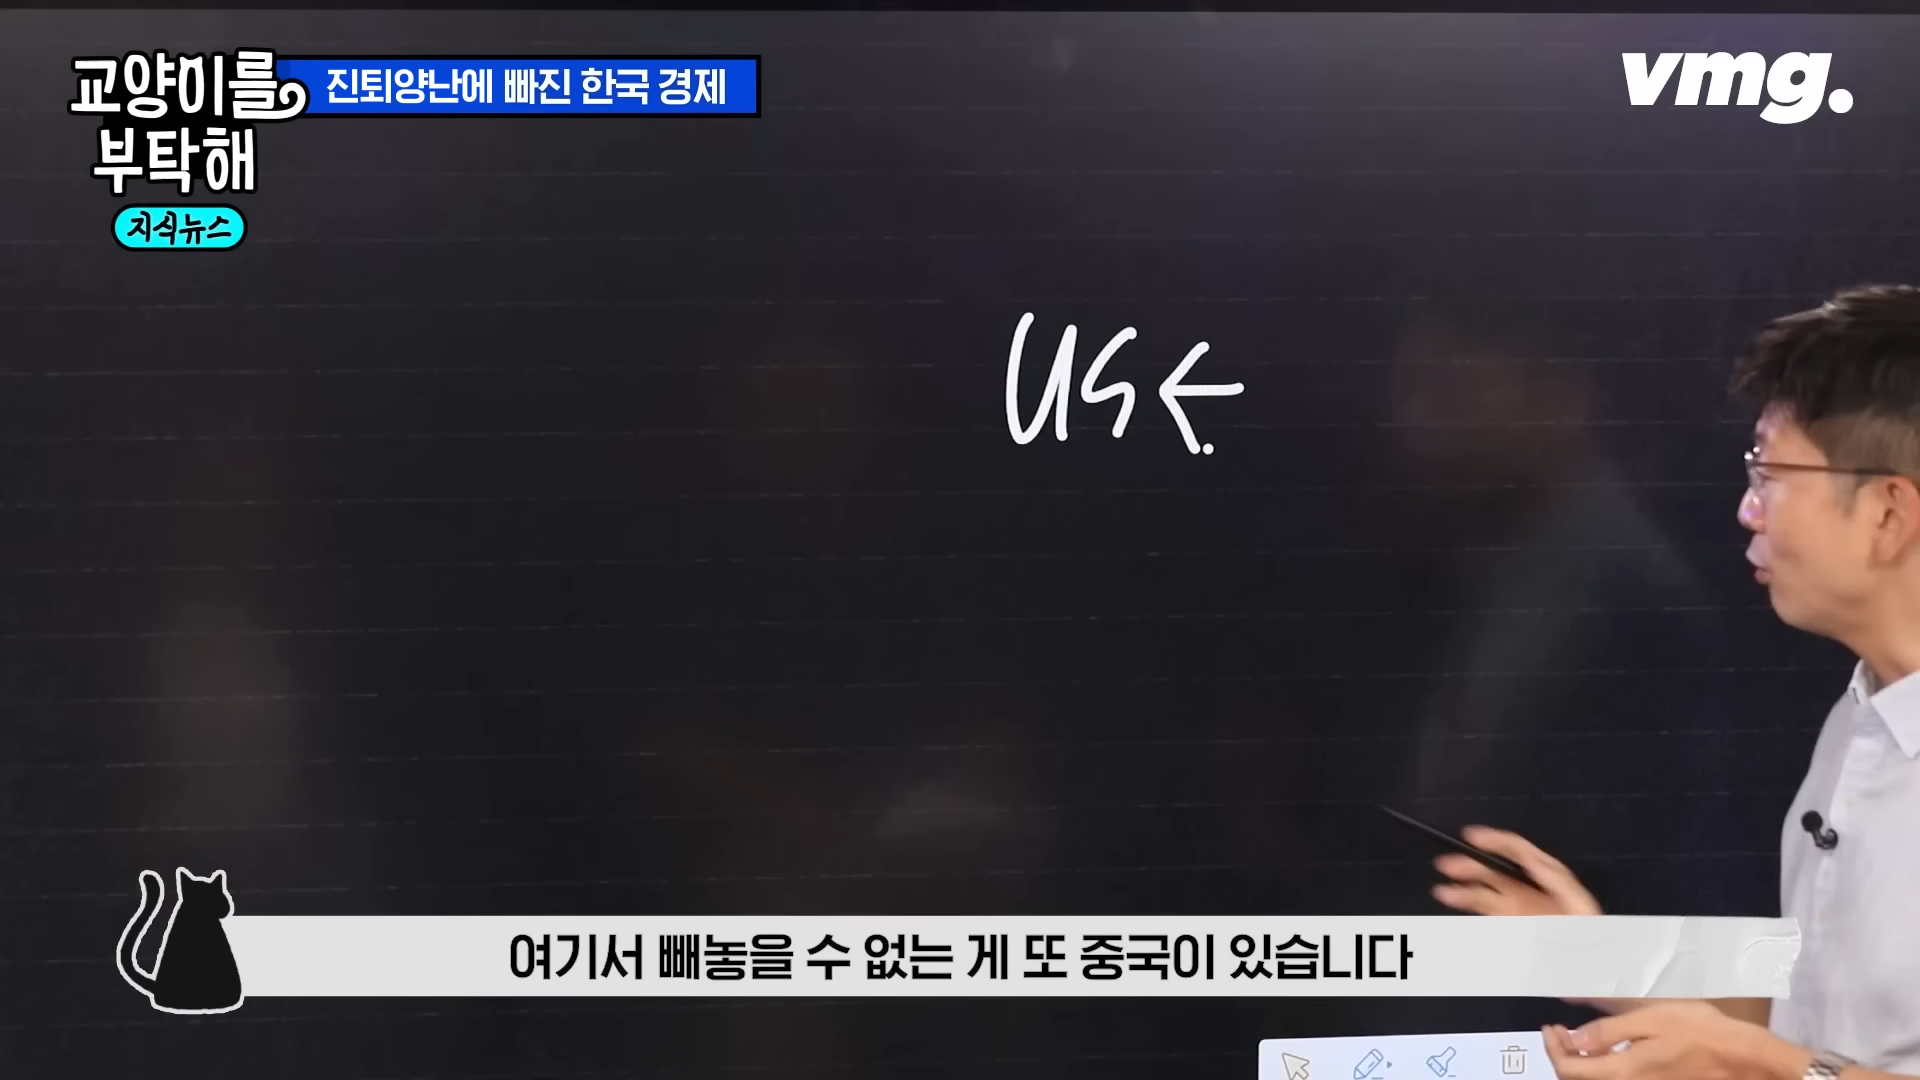 교양이를
부탁해
지식뉴스
진퇴양난에 빠진 한국 경제
vmg.
US ←
여기서 빼놓을 수 없는 게 또 중국이 있습니다